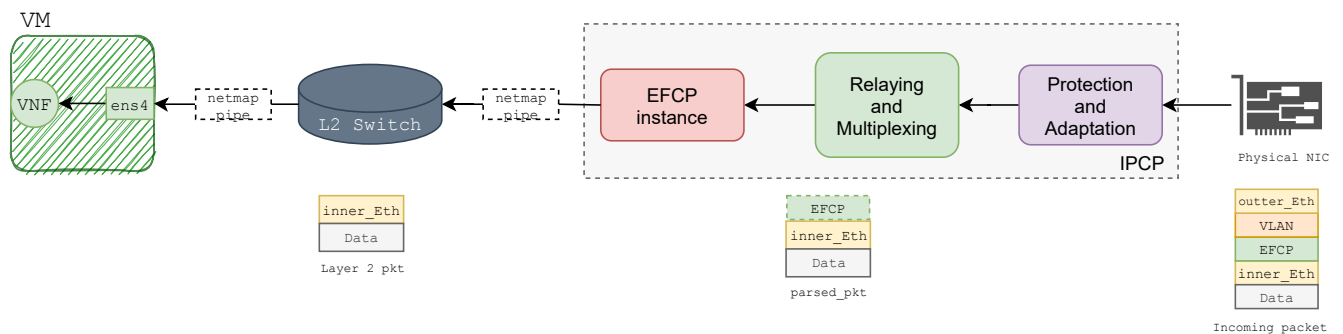 VM
VNF
ens4
netmap
pipe
L2 Switch
netmap
pipe
EFCP
instance
Relaying
and
Multiplexing
Protection
and
Adaptation
IPCP
Physical NIC
inner_Eth
Data
Layer 2 pkt
EFCP
inner_Eth
Data
parsed_pkt
outter_Eth
VLAN
EFCP
inner_Eth
Data
Incoming packet